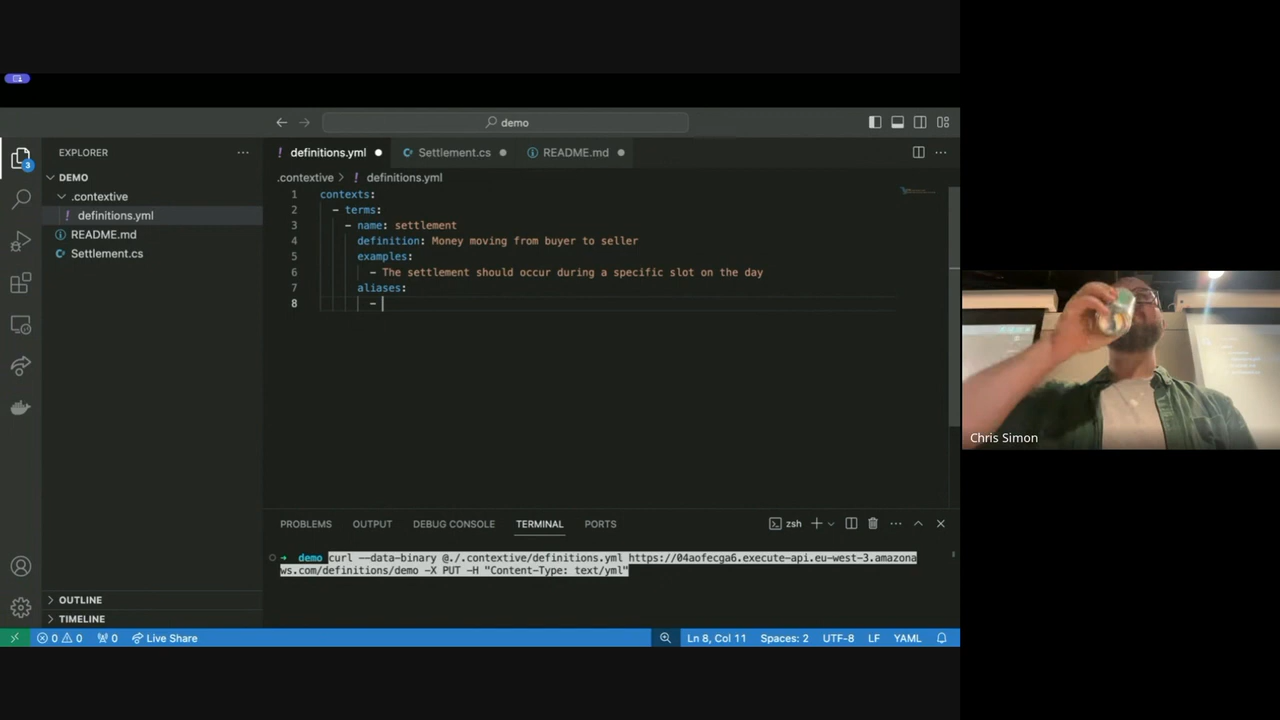 demo
EXPLORER
definitions.yml
Settlement.cs
README.md
DEMO
.contextive
definitions.yml
README.md
Settlement.cs
3
.contextive > definitions.yml
1 contexts:
2 - terms:
3 - name: settlement
4 definition: Money moving from buyer to seller
5 examples:
6 - The settlement should occur during a specific slot on the day
7 aliases:
8 -
Chris Simon
PROBLEMS OUTPUT DEBUG CONSOLE TERMINAL PORTS
zsh
demo curl --data-binary @./.contextive/definitions.yml https://04aofecga6.execute-api.eu-west-3.amazona
ws.com/definitions/demo -X PUT -H "Content-Type: text/yml"
OUTLINE
TIMELINE
0 0 0 Live Share
Ln 8, Col 11 Spaces: 2 UTF-8 LF YAML